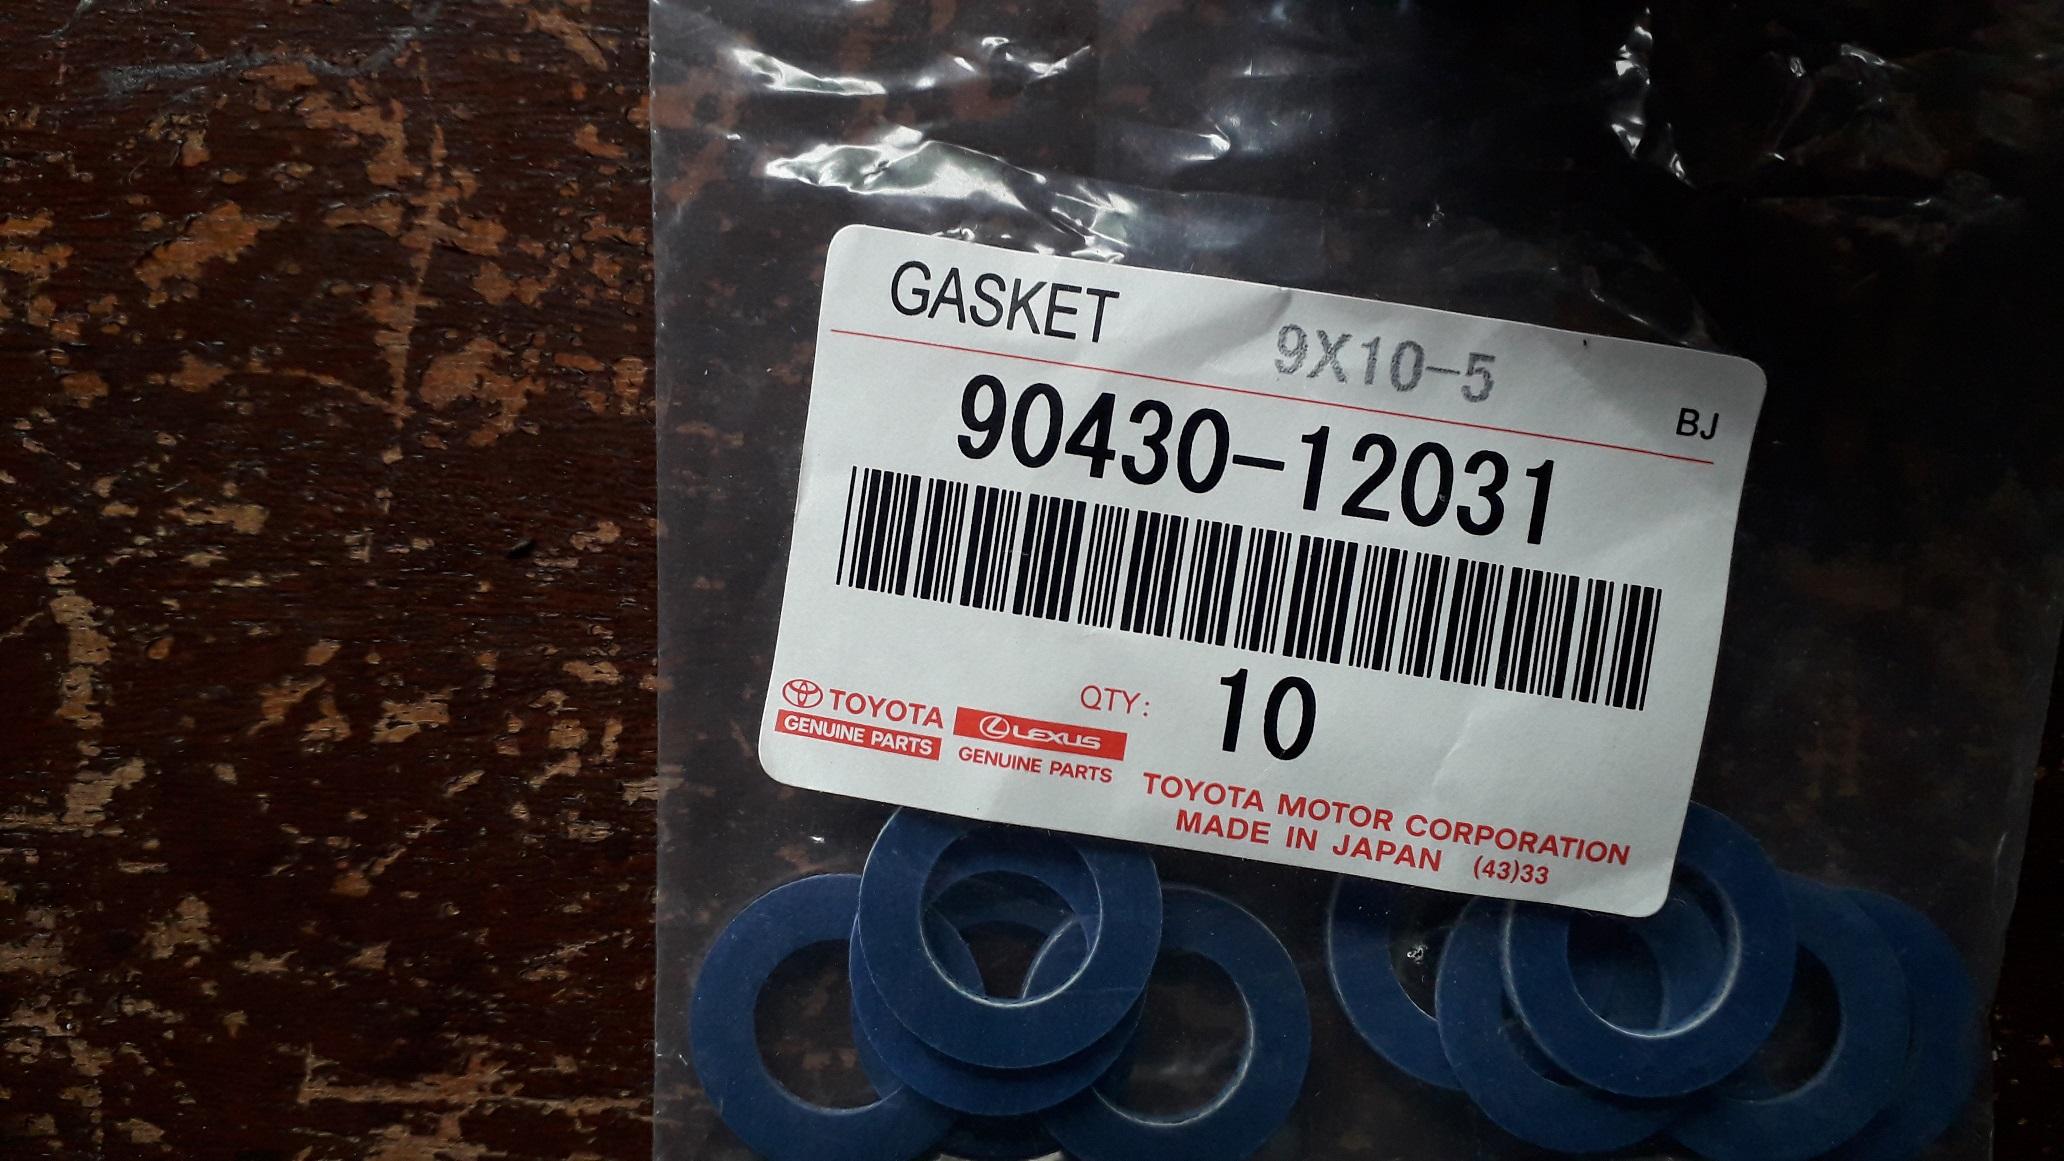 GASKET
9X10-5
BJ
90430-12031
QTY: 10
TOYOTA
GENUINE PARTS
LEXUS
GENUINE PARTS
TOYOTA MOTOR CORPORATION
MADE IN JAPAN (43)33